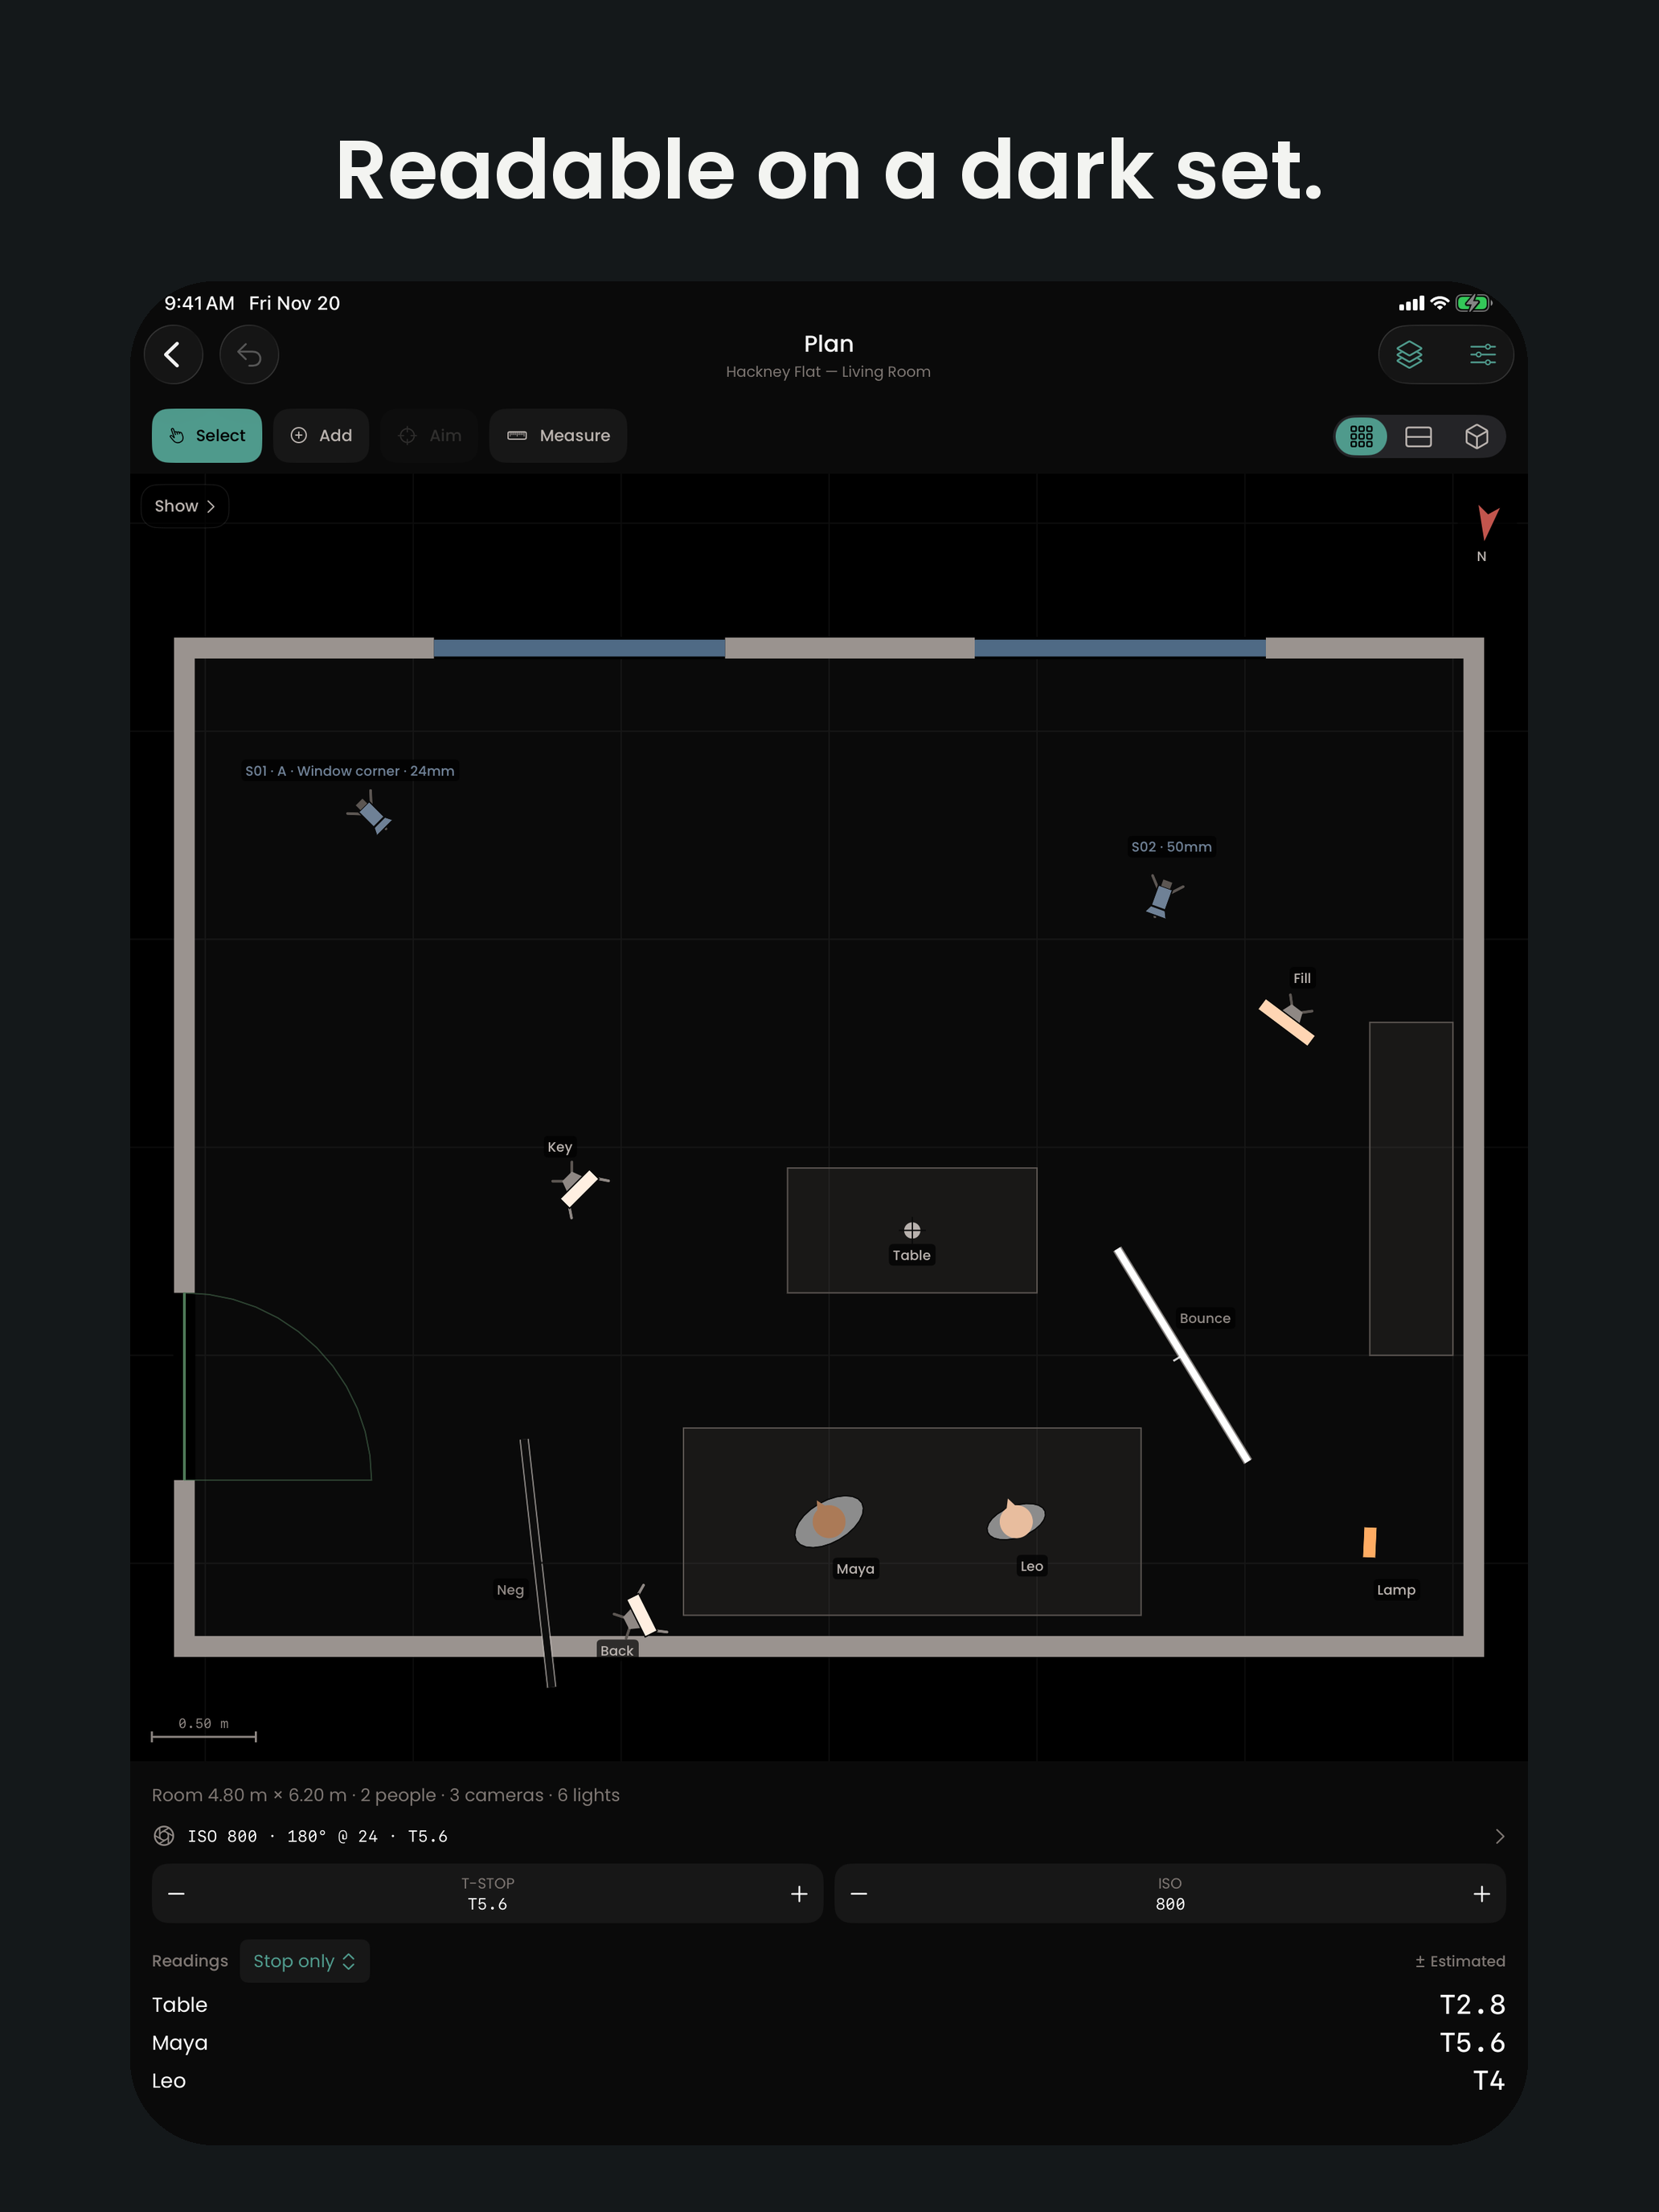 Readable on a dark set.
9:41 AM Fri Nov 20
Plan
Hackney Flat — Living Room
Select
Add
Aim
Measure
Show
N
S01 · A · Window corner · 24mm
S02 · 50mm
Fill
Key
Table
Bounce
Maya
Leo
Neg
Lamp
Back
0.50 m
Room 4.80 m × 6.20 m · 2 people · 3 cameras · 6 lights
ISO 800 · 180° @ 24 · T5.6
T-STOP
T5.6
ISO
800
Readings Stop only ± Estimated
Table T2.8
Maya T5.6
Leo T4